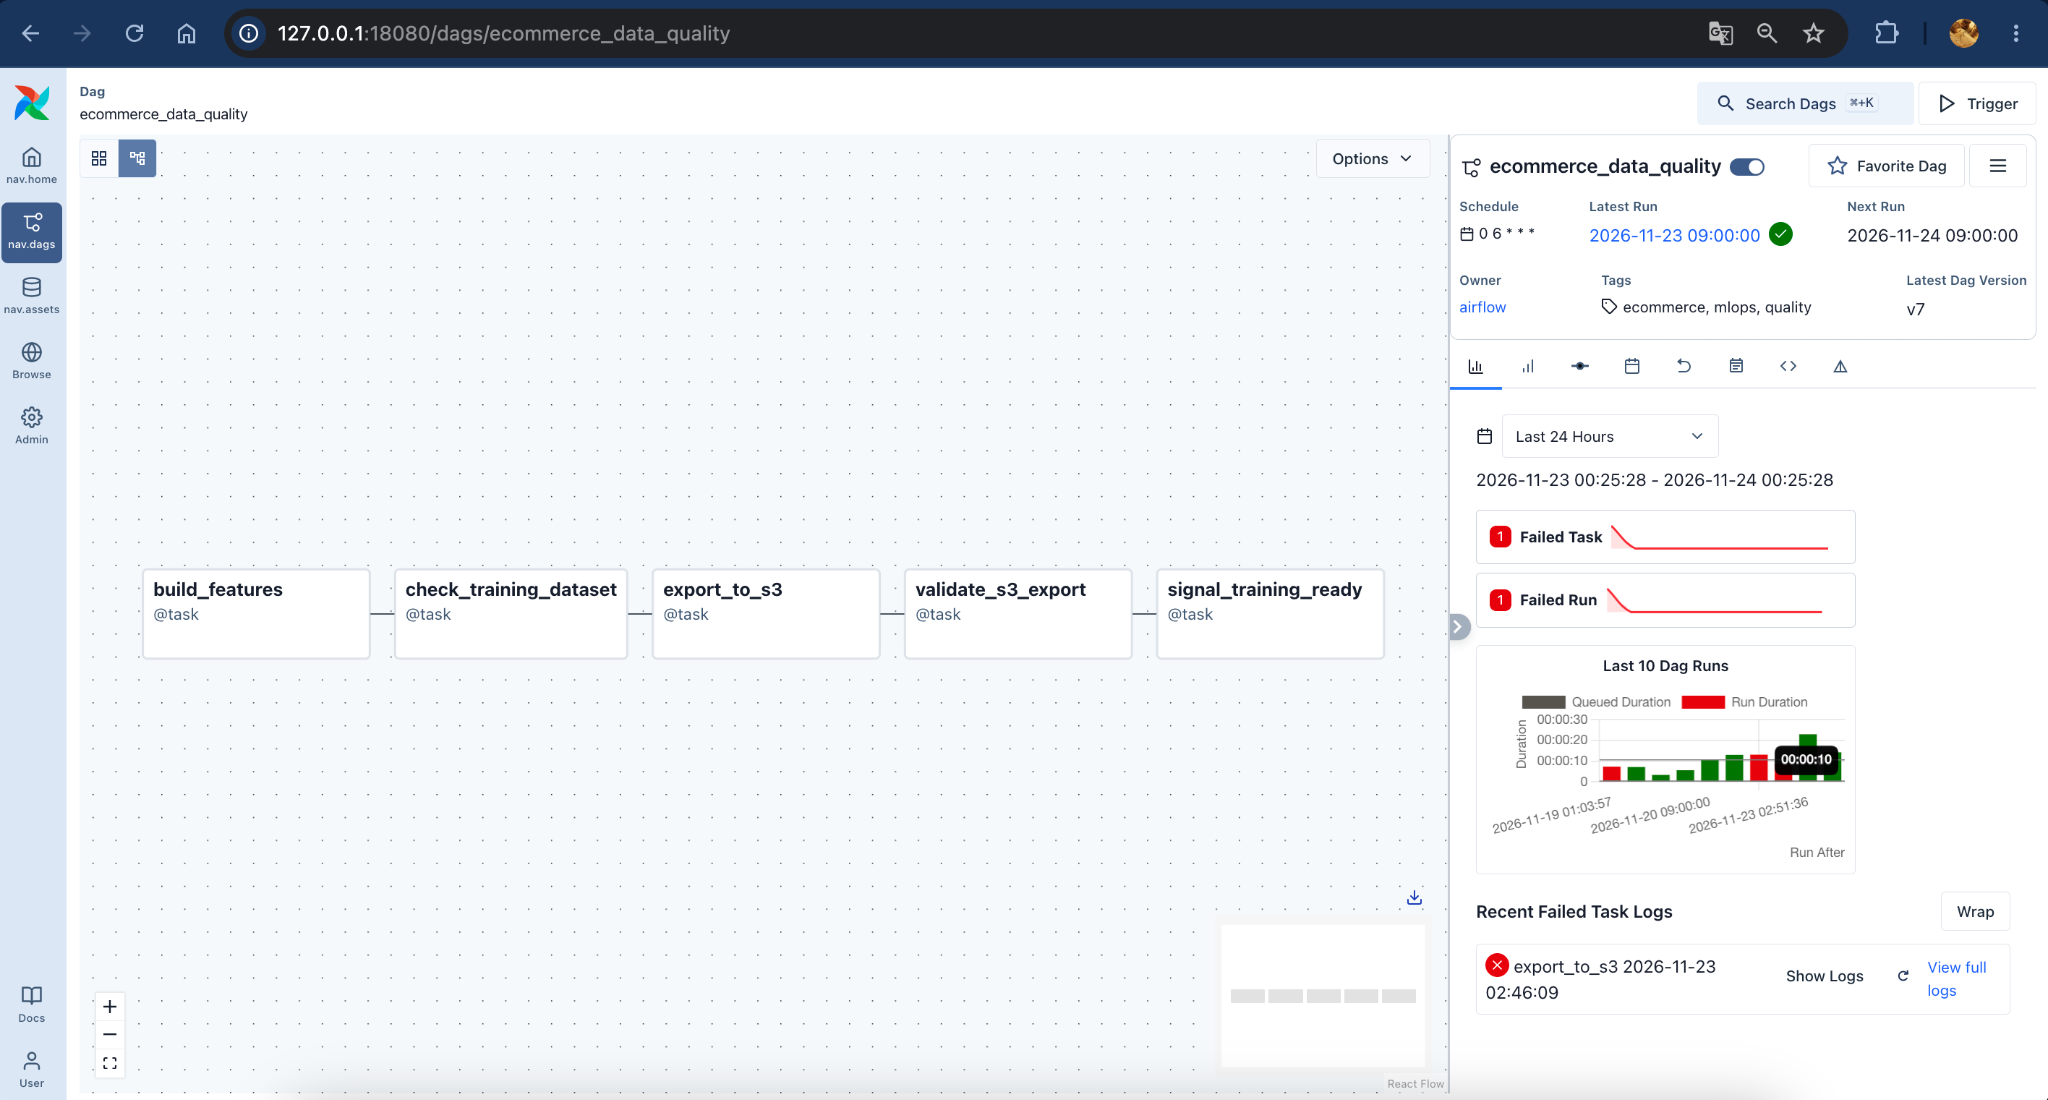 127.0.0.1:18080/dags/ecommerce_data_quality
Dag
ecommerce_data_quality
Search Dags ⌘+K
Trigger
nav.home
nav.dags
nav.assets
Browse
Admin
Docs
User
Options
build_features
@task
check_training_dataset
@task
export_to_s3
@task
validate_s3_export
@task
signal_training_ready
@task
React Flow
ecommerce_data_quality
Favorite Dag
Schedule
0 6 * * *
Latest Run
2026-11-23 09:00:00
Next Run
2026-11-24 09:00:00
Owner
airflow
Tags
ecommerce, mlops, quality
Latest Dag Version
v7
Last 24 Hours
2026-11-23 00:25:28 - 2026-11-24 00:25:28
1 Failed Task
1 Failed Run
Last 10 Dag Runs
Queued Duration
Run Duration
Duration
00:00:30
00:00:20
00:00:10
0
00:00:10
2026-11-19 01:03:57
2026-11-20 09:00:00
2026-11-23 02:51:36
Run After
Recent Failed Task Logs
Wrap
export_to_s3 2026-11-23
02:46:09
Show Logs
View full
logs